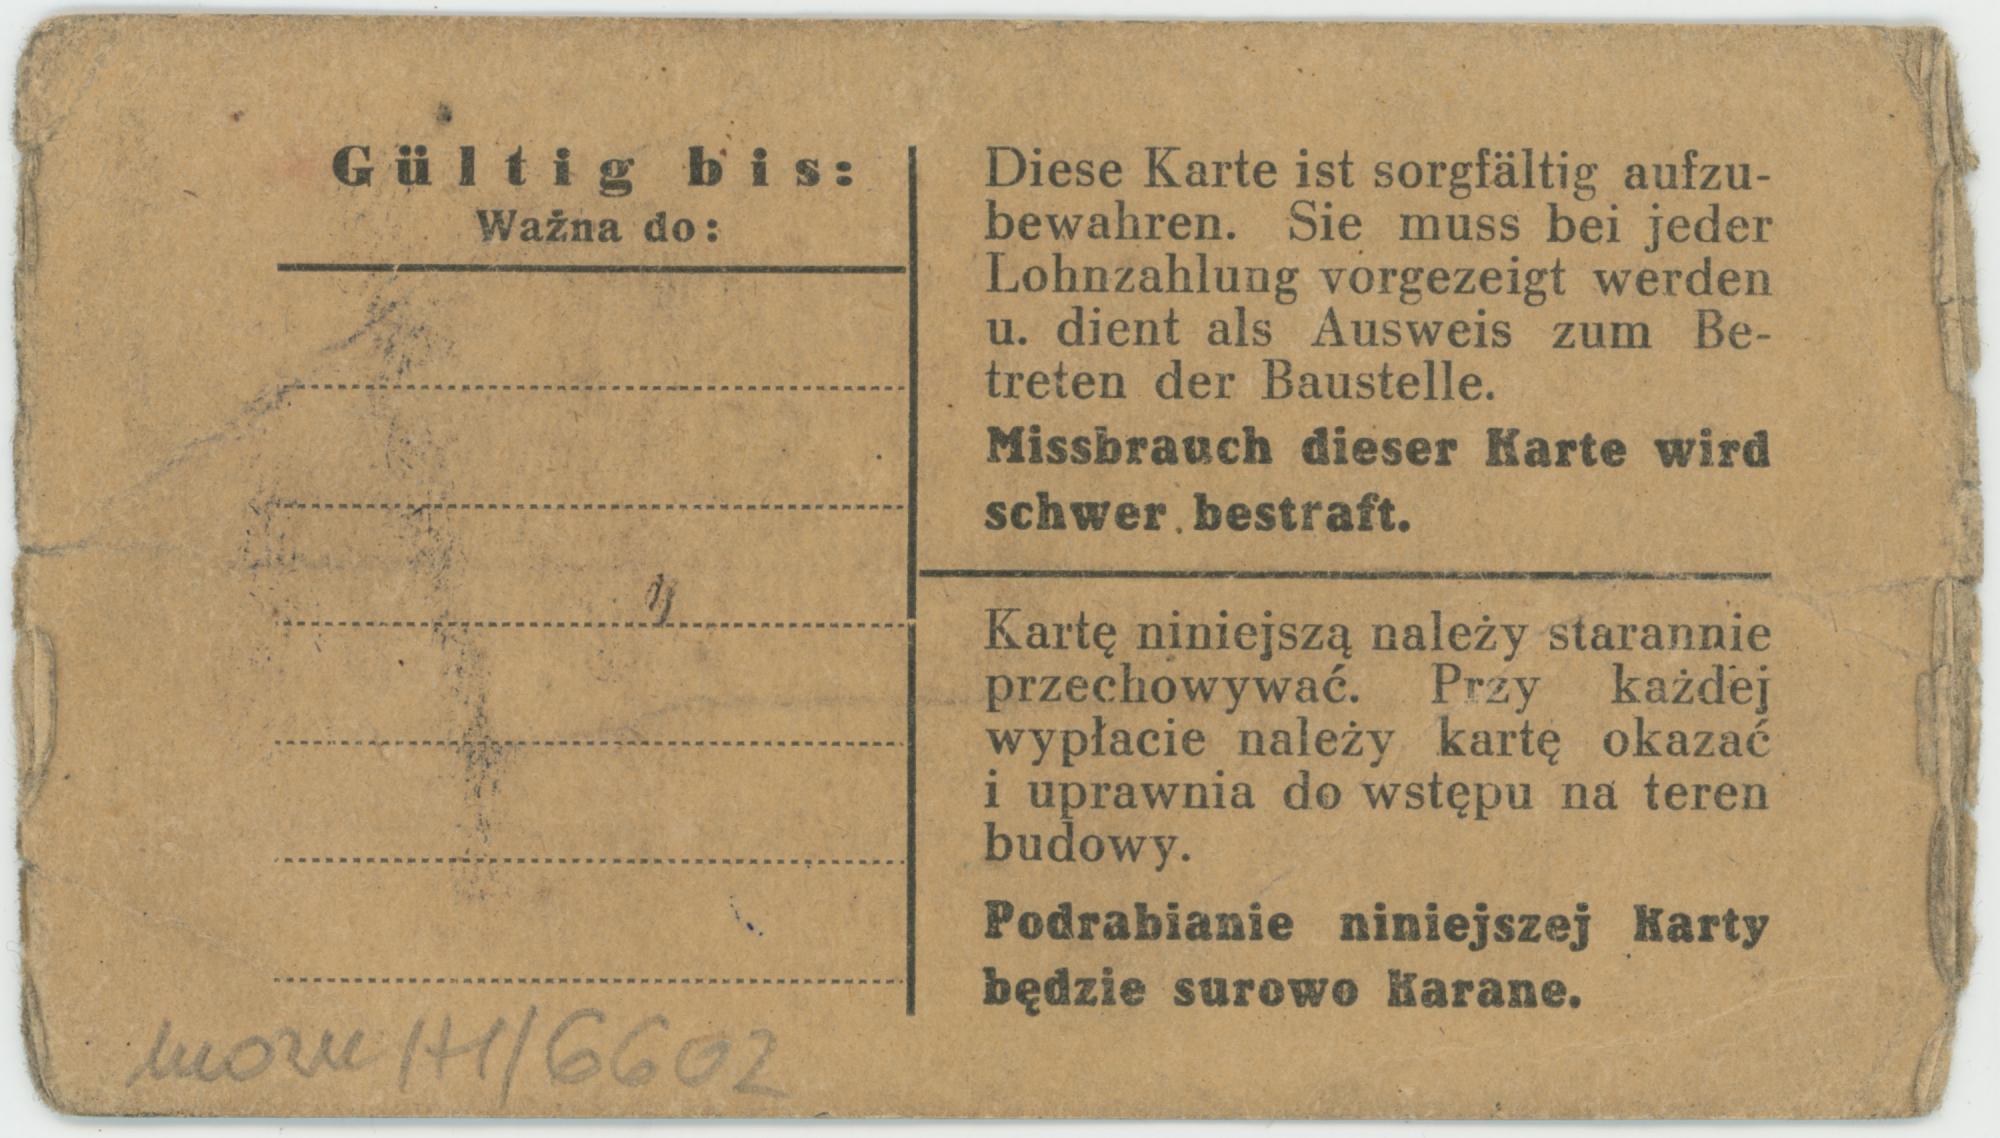 Gültig bis:
Ważna do:
Diese Karte ist sorgfältig aufzu-
bewahren. Sie muss bei jeder
Lohnzahlung vorgezeigt werden
u. dient als Ausweis zum Be-
treten der Baustelle.
Missbrauch dieser Karte wird
schwer bestraft.
Kartę niniejszą należy starannie
przechowywać. Przy każdej
wypłacie należy kartę okazać
i uprawnia do wstępu na teren
budowy.
Podrabianie niniejszej Karty
będzie surowo Karane.
/6602